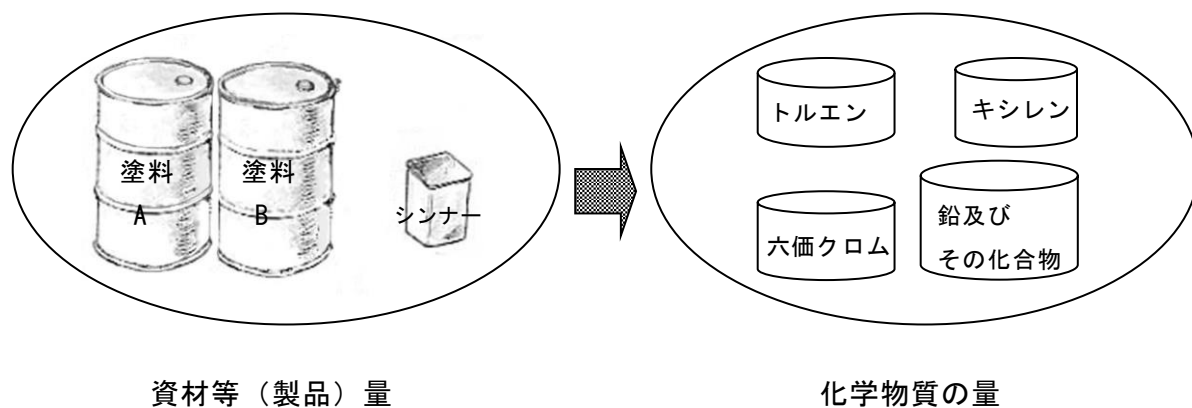 塗料
A
塗料
B
シンナー
トルエン
キシレン
六価クロム
鉛及び
その化合物
資材等（製品）量
化学物質の量